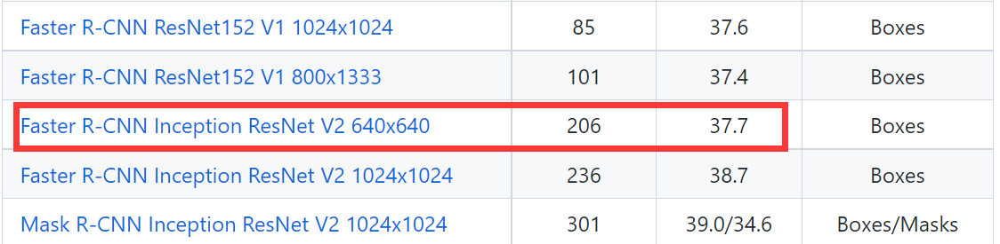 Faster R-CNN ResNet152 V1 1024x1024 85 37.6 Boxes
Faster R-CNN ResNet152 V1 800x1333 101 37.4 Boxes
Faster R-CNN Inception ResNet V2 640x640 206 37.7 Boxes
Faster R-CNN Inception ResNet V2 1024x1024 236 38.7 Boxes
Mask R-CNN Inception ResNet V2 1024x1024 301 39.0/34.6 Boxes/Masks